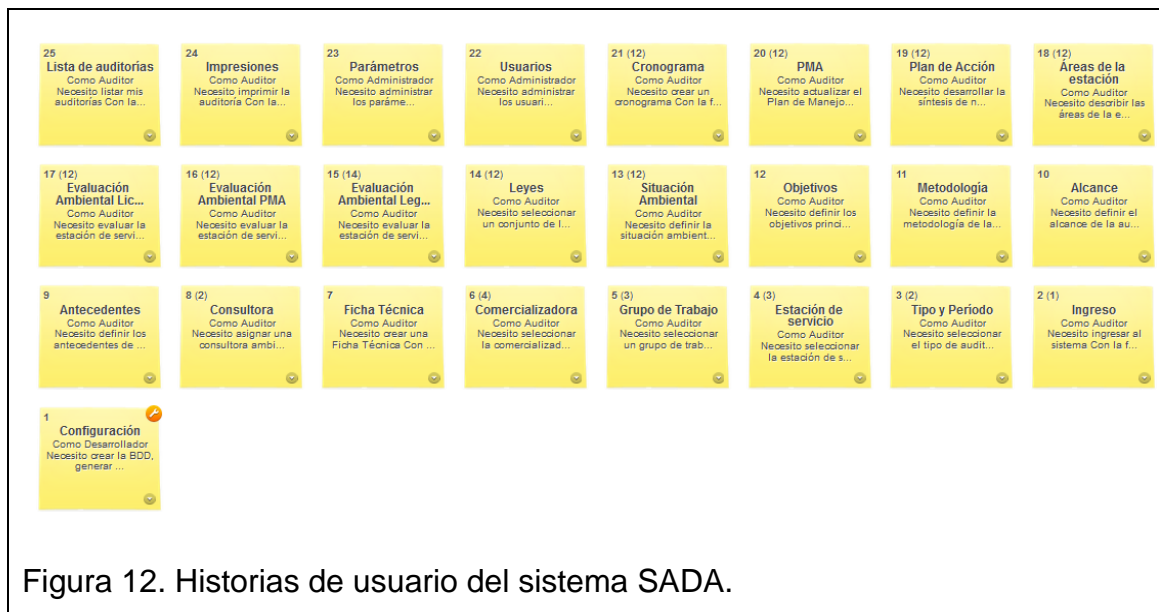 25
Lista de auditorías
Como Auditor
Necesito listar mis
auditorías Con la...
24
Impresiones
Como Auditor
Necesito imprimir la
auditoría Con la...
23
Parámetros
Como Administrador
Necesito administrar
los paráme...
22
Usuarios
Como Administrador
Necesito administrar
los usuari...
21 (12)
Cronograma
Como Auditor
Necesito crear un
cronograma Con la f...
20 (12)
PMA
Como Auditor
Necesito actualizar el
Plan de Manejo...
19 (12)
Plan de Acción
Como Auditor
Necesito desarrollar la
síntesis de n...
18 (12)
Áreas de la
estación
Como Auditor
Necesito describir las
áreas de la e...
17 (12)
Evaluación
Ambiental Lic...
Como Auditor
Necesito evaluar la
estación de servi...
16 (12)
Evaluación
Ambiental PMA
Como Auditor
Necesito evaluar la
estación de servi...
15 (14)
Evaluación
Ambiental Leg...
Como Auditor
Necesito evaluar la
estación de servi...
14 (12)
Leyes
Como Auditor
Necesito seleccionar
un conjunto de l...
13 (12)
Situación
Ambiental
Como Auditor
Necesito definir la
situación ambient...
12
Objetivos
Como Auditor
Necesito definir los
objetivos princi...
11
Metodología
Como Auditor
Necesito definir la
metodología de la...
10
Alcance
Como Auditor
Necesito definir el
alcance de la au...
9
Antecedentes
Como Auditor
Necesito definir los
antecedentes de ...
8 (2)
Consultora
Como Auditor
Necesito asignar una
consultora ambi...
7
Ficha Técnica
Como Auditor
Necesito crear una
Ficha Técnica Con ...
6 (4)
Comercializadora
Como Auditor
Necesito seleccionar
la comercializad...
5 (3)
Grupo de Trabajo
Como Auditor
Necesito seleccionar
un grupo de trab...
4 (3)
Estación de
servicio
Como Auditor
Necesito seleccionar
la estación de s...
3 (2)
Tipo y Período
Como Auditor
Necesito seleccionar
el tipo de audit...
2 (1)
Ingreso
Como Auditor
Necesito ingresar al
sistema Con la f...
1
Configuración
Como Desarrollador
Necesito crear la BDD,
generar ...
Figura 12. Historias de usuario del sistema SADA.